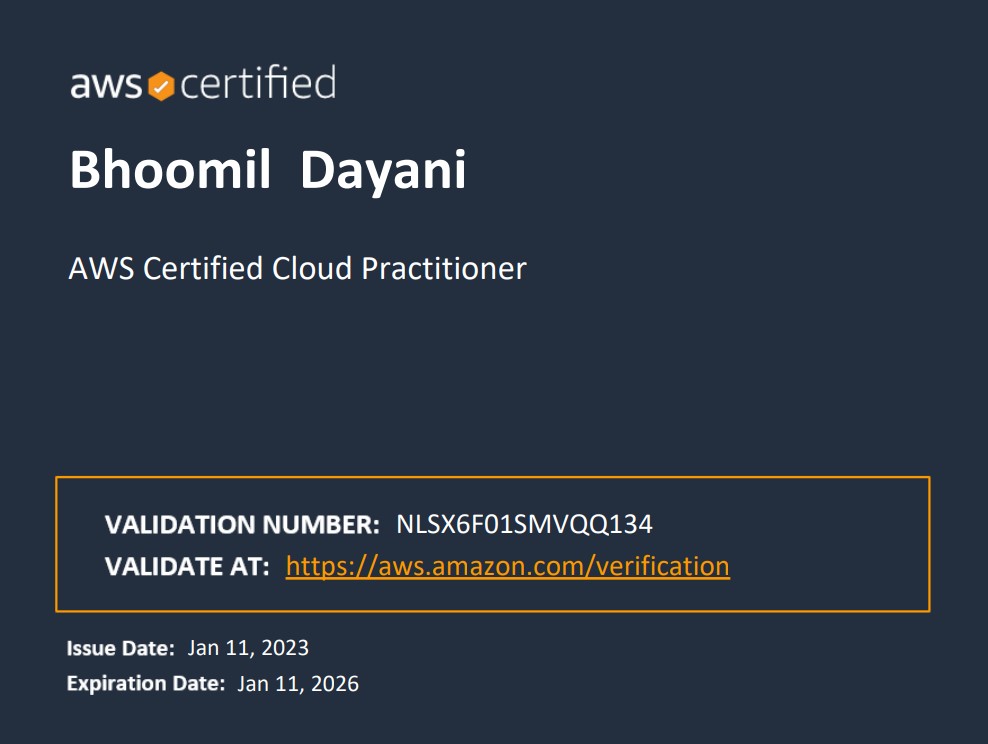 aws certified
Bhoomil Dayani
AWS Certified Cloud Practitioner
VALIDATION NUMBER: NLSX6F01SMVQQ134
VALIDATE AT: https://aws.amazon.com/verification
Issue Date: Jan 11, 2023
Expiration Date: Jan 11, 2026